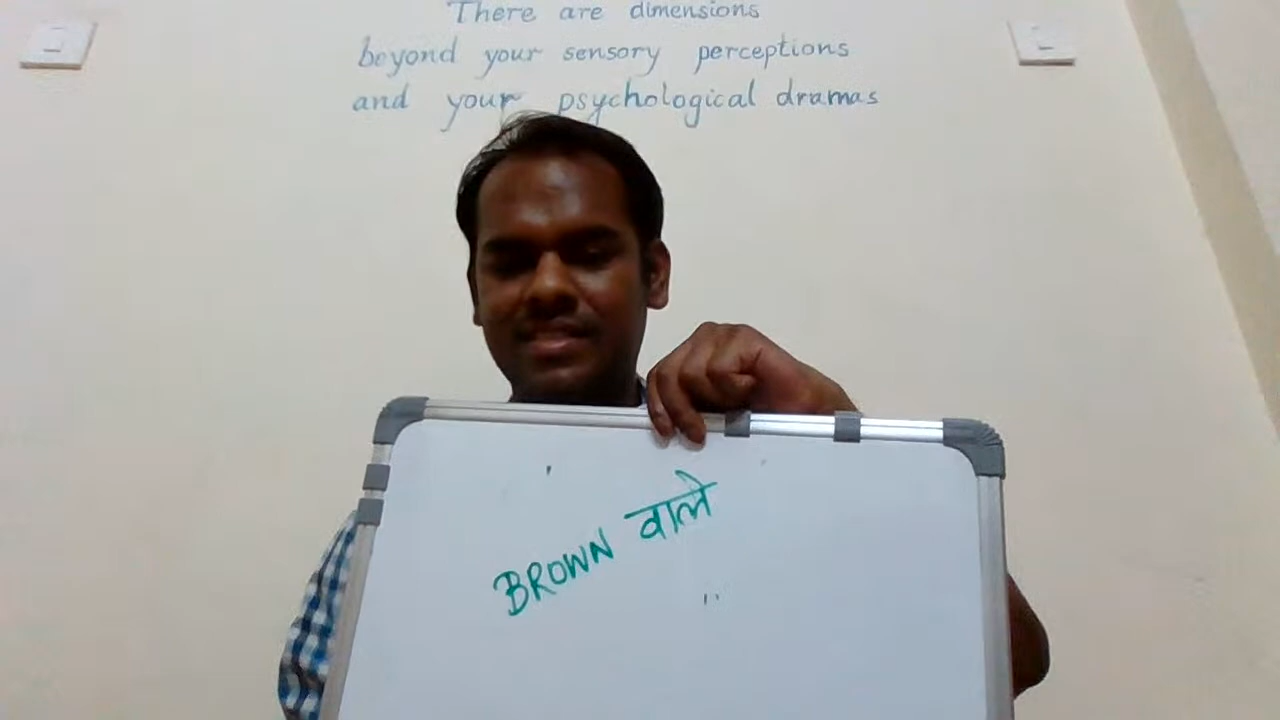 There are dimensions
beyond your sensory perceptions
and your psychological dramas
BROWN वाले